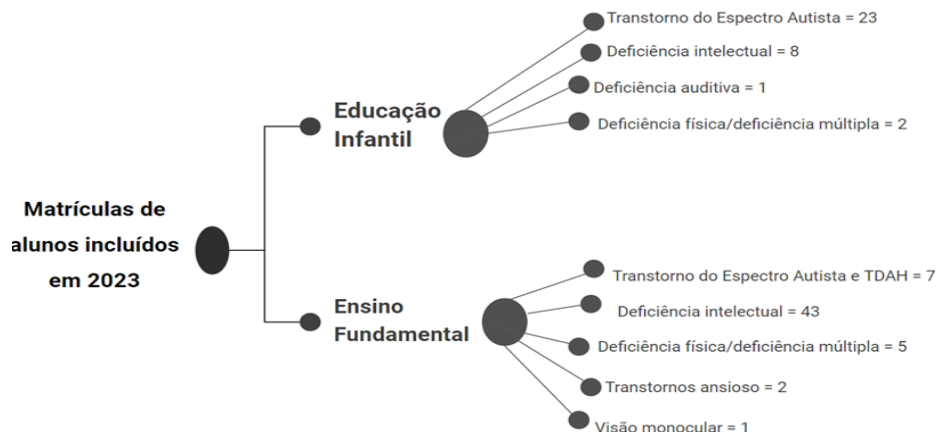 Matrículas de
alunos incluídos
em 2023
Educação
Infantil
Transtorno do Espectro Autista = 23
Deficiência intelectual = 8
Deficiência auditiva = 1
Deficiência física/deficiência múltipla = 2
Ensino
Fundamental
Transtorno do Espectro Autista e TDAH = 7
Deficiência intelectual = 43
Deficiência física/deficiência múltipla = 5
Transtornos ansioso = 2
Visão monocular = 1